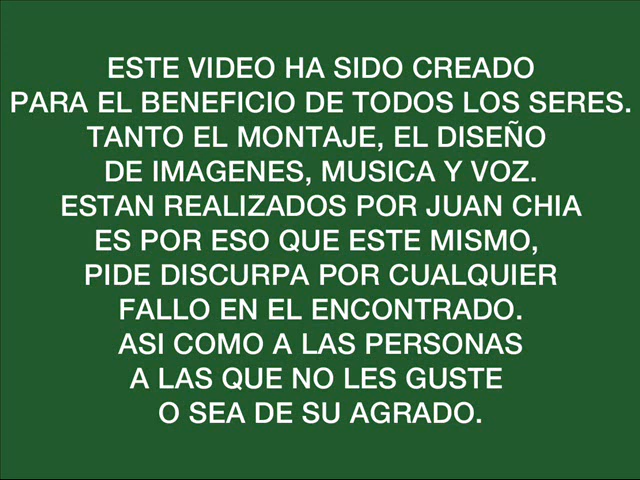 ESTE VIDEO HA SIDO CREADO
PARA EL BENEFICIO DE TODOS LOS SERES.
TANTO EL MONTAJE, EL DISEÑO
DE IMAGENES, MUSICA Y VOZ.
ESTAN REALIZADOS POR JUAN CHIA
ES POR ESO QUE ESTE MISMO,
PIDE DISCURPA POR CUALQUIER
FALLO EN EL ENCONTRADO.
ASI COMO A LAS PERSONAS
A LAS QUE NO LES GUSTE
O SEA DE SU AGRADO.